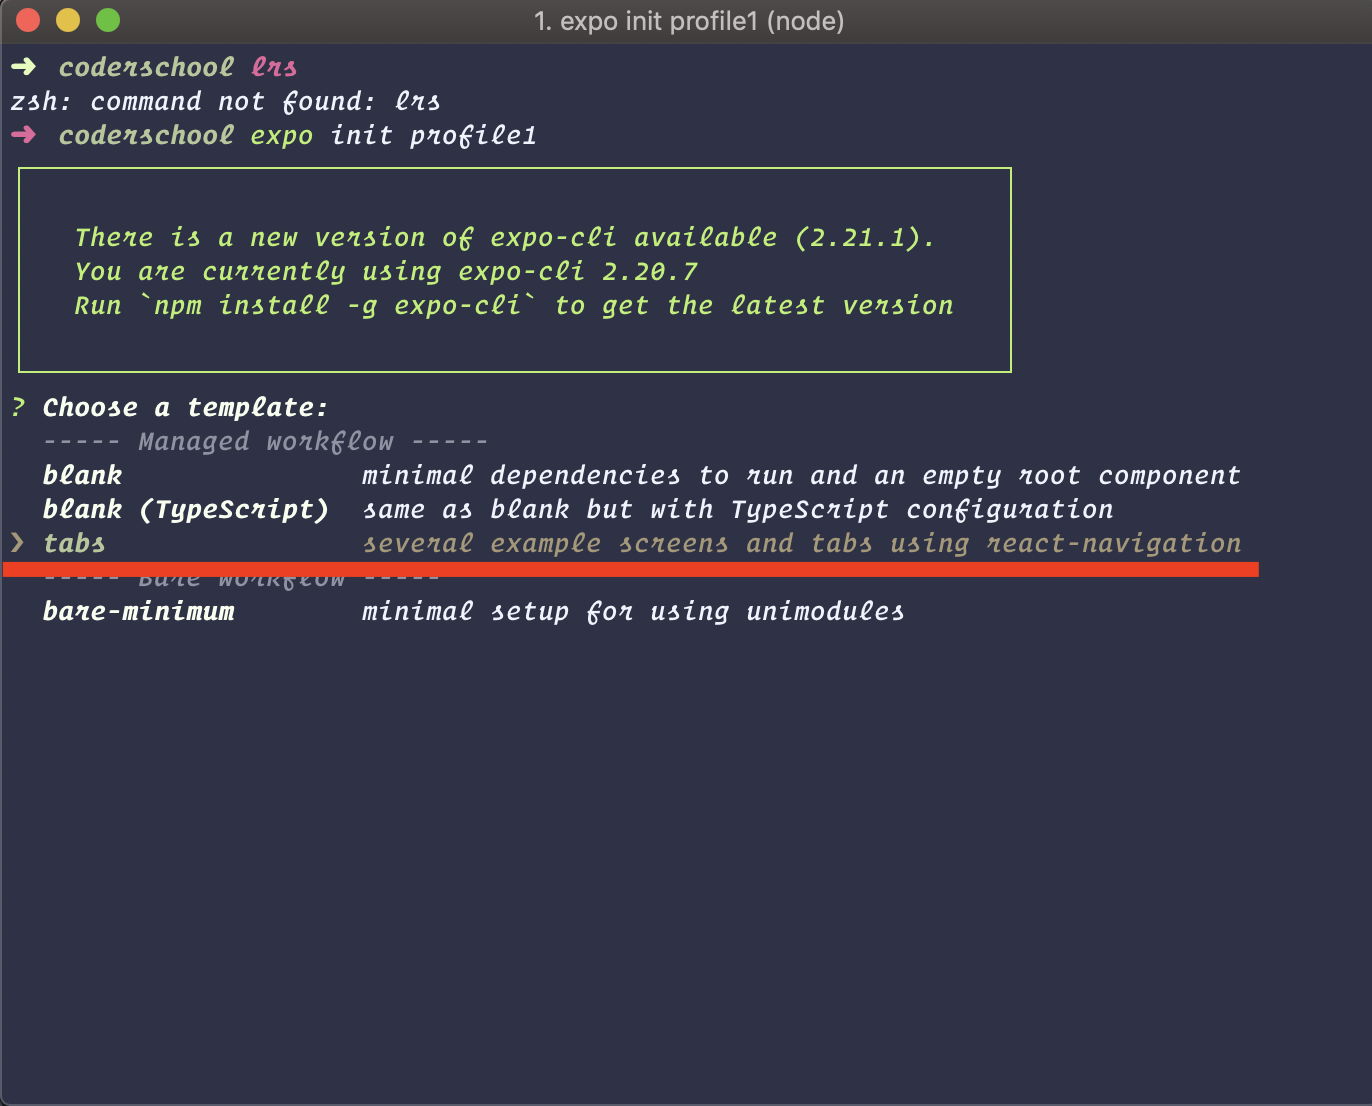 1. expo init profile1 (node)
➜ coderschool lrs
zsh: command not found: lrs
➜ coderschool expo init profile1
There is a new version of expo-cli available (2.21.1).
You are currently using expo-cli 2.20.7
Run `npm install -g expo-cli` to get the latest version
? Choose a template:
----- Managed workflow -----
blank minimal dependencies to run and an empty root component
blank (TypeScript) same as blank but with TypeScript configuration
❯ tabs several example screens and tabs using react-navigation
----- Bare workflow -----
bare-minimum minimal setup for using unimodules